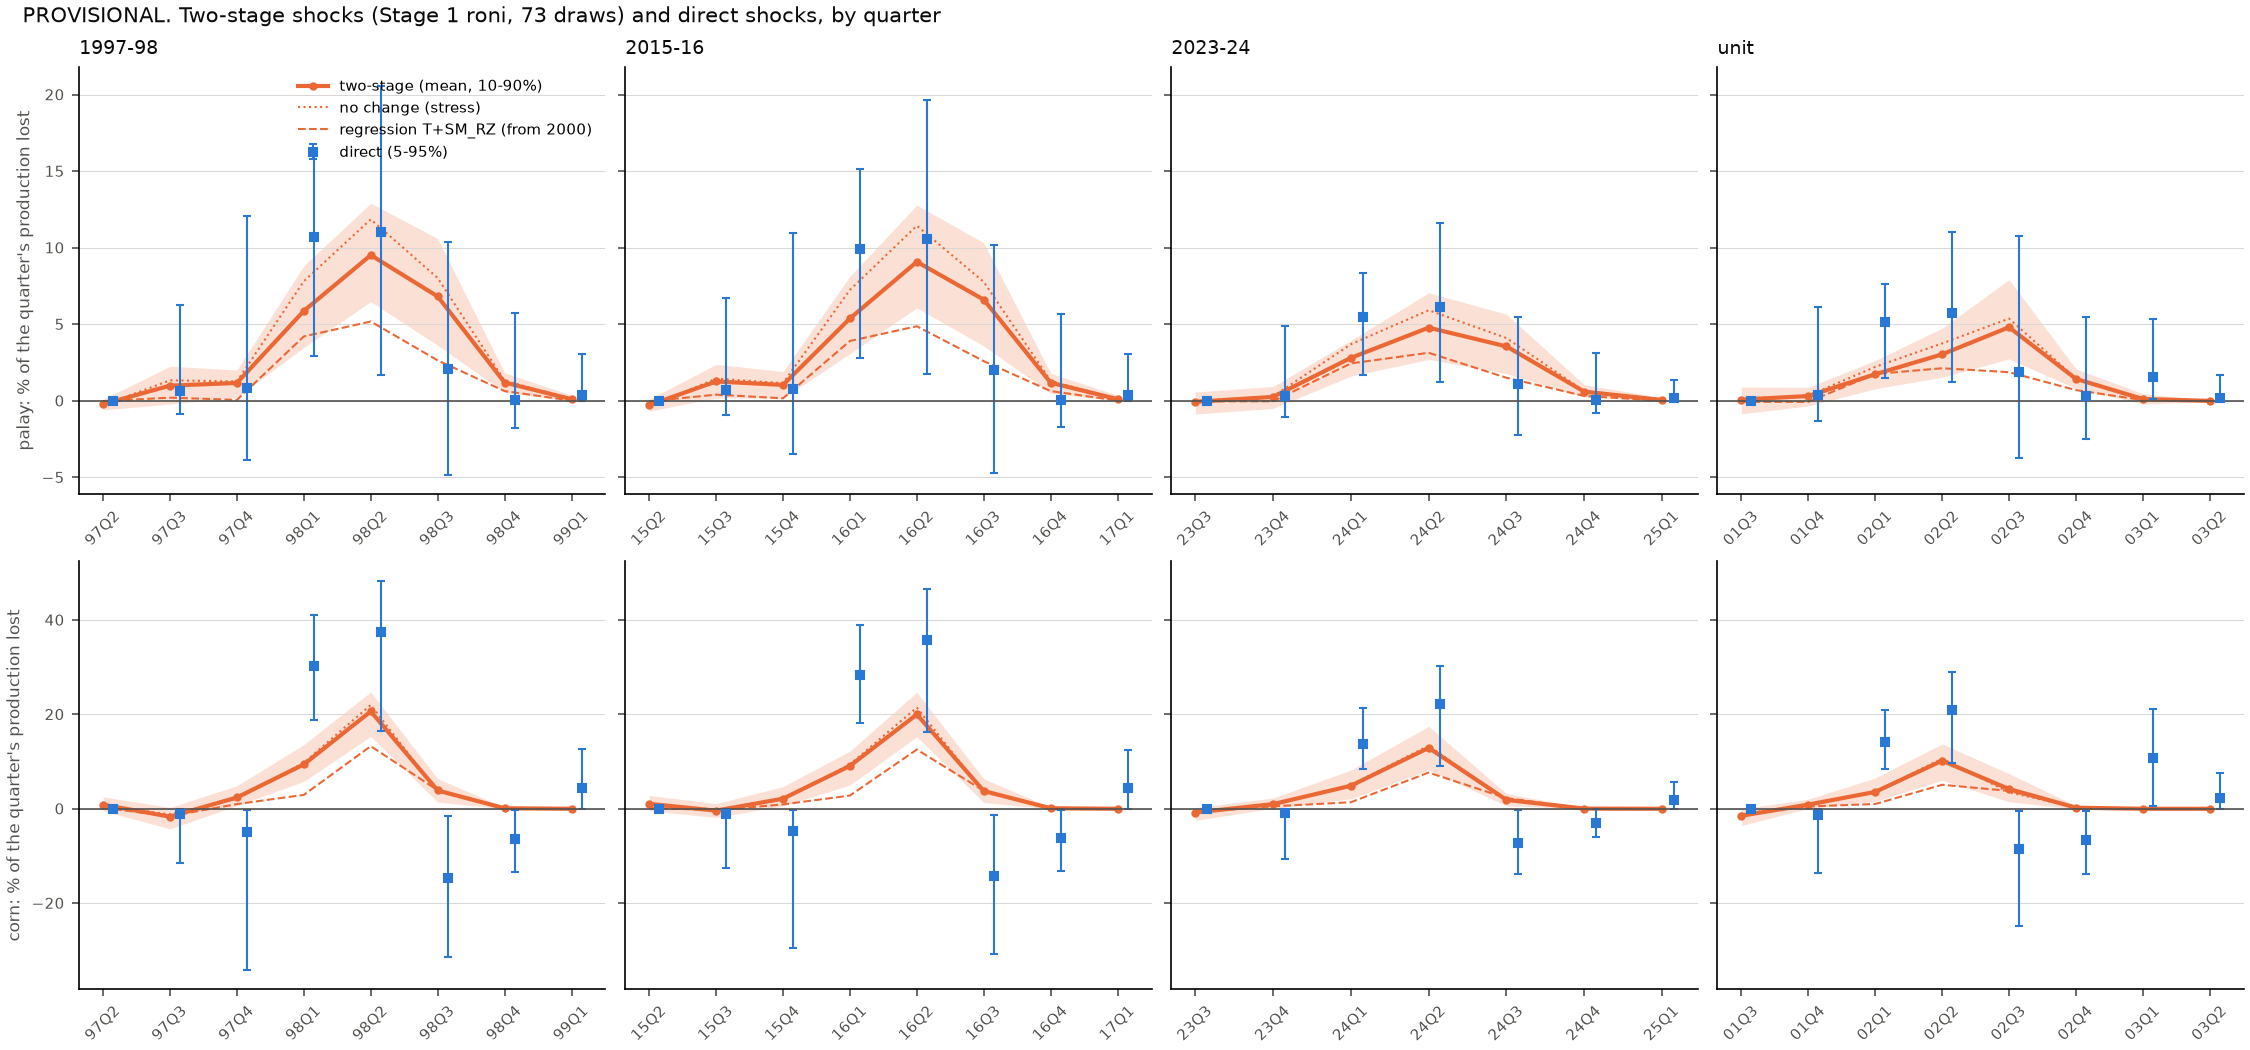 PROVISIONAL. Two-stage shocks (Stage 1 roni, 73 draws) and direct shocks, by quarter
1997-98
2015-16
2023-24
unit
two-stage (mean, 10-90%)
no change (stress)
regression T+SM_RZ (from 2000)
direct (5-95%)
palay: % of the quarter's production lost
20
15
10
5
0
−5
97Q2 97Q3 97Q4 98Q1 98Q2 98Q3 98Q4 99Q1
15Q2 15Q3 15Q4 16Q1 16Q2 16Q3 16Q4 17Q1
23Q3 23Q4 24Q1 24Q2 24Q3 24Q4 25Q1
01Q3 01Q4 02Q1 02Q2 02Q3 02Q4 03Q1 03Q2
corn: % of the quarter's production lost
40
20
0
−20
97Q2 97Q3 97Q4 98Q1 98Q2 98Q3 98Q4 99Q1
15Q2 15Q3 15Q4 16Q1 16Q2 16Q3 16Q4 17Q1
23Q3 23Q4 24Q1 24Q2 24Q3 24Q4 25Q1
01Q3 01Q4 02Q1 02Q2 02Q3 02Q4 03Q1 03Q2